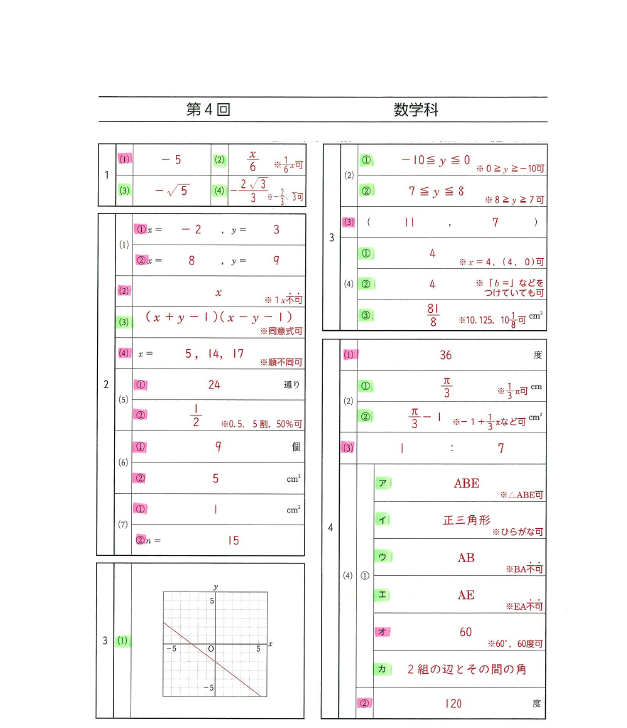 第4回 数学科
1
(1) －5 (2) x/6 ※1/6 x可
(3) －√5 (4) －2√3/3 ※－2/3√3可
2
(1) ①x＝ －2 ，y＝ 3
②x＝ 8 ，y＝ 9
(2) x ※1x不可
(3) (x＋y－1)(x－y－1) ※同意式可
(4) x＝ 5，14，17 ※順不同可
(5) ① 24 通り
② 1/2 ※0.5，5割，50％可
(6) ① 9 個
② 5 cm³
(7) ① 1 cm²
②n＝ 15
3 (1)
y
5
－5 O 5 x
－5
3
(2) ① －10≦y≦0 ※0≧y≧－10可
② 7≦y≦8 ※8≧y≧7可
(3) ( 11 ， 7 )
(4) ① 4 ※x＝4，(4，0)可
② 4 ※「b＝」などをつけていても可
③ 81/8 ※10.125，10 1/8可 cm²
4
(1) 36 度
(2) ① π/3 ※1/3π可 cm
② π/3－1 ※－1＋1/3πなど可 cm²
(3) 1 ： 7
(4) ①
ア ABE ※△ABE可
イ 正三角形 ※ひらがな可
ウ AB ※BA不可
エ AE ※EA不可
オ 60 ※60°，60度可
カ 2組の辺とその間の角
② 120 度